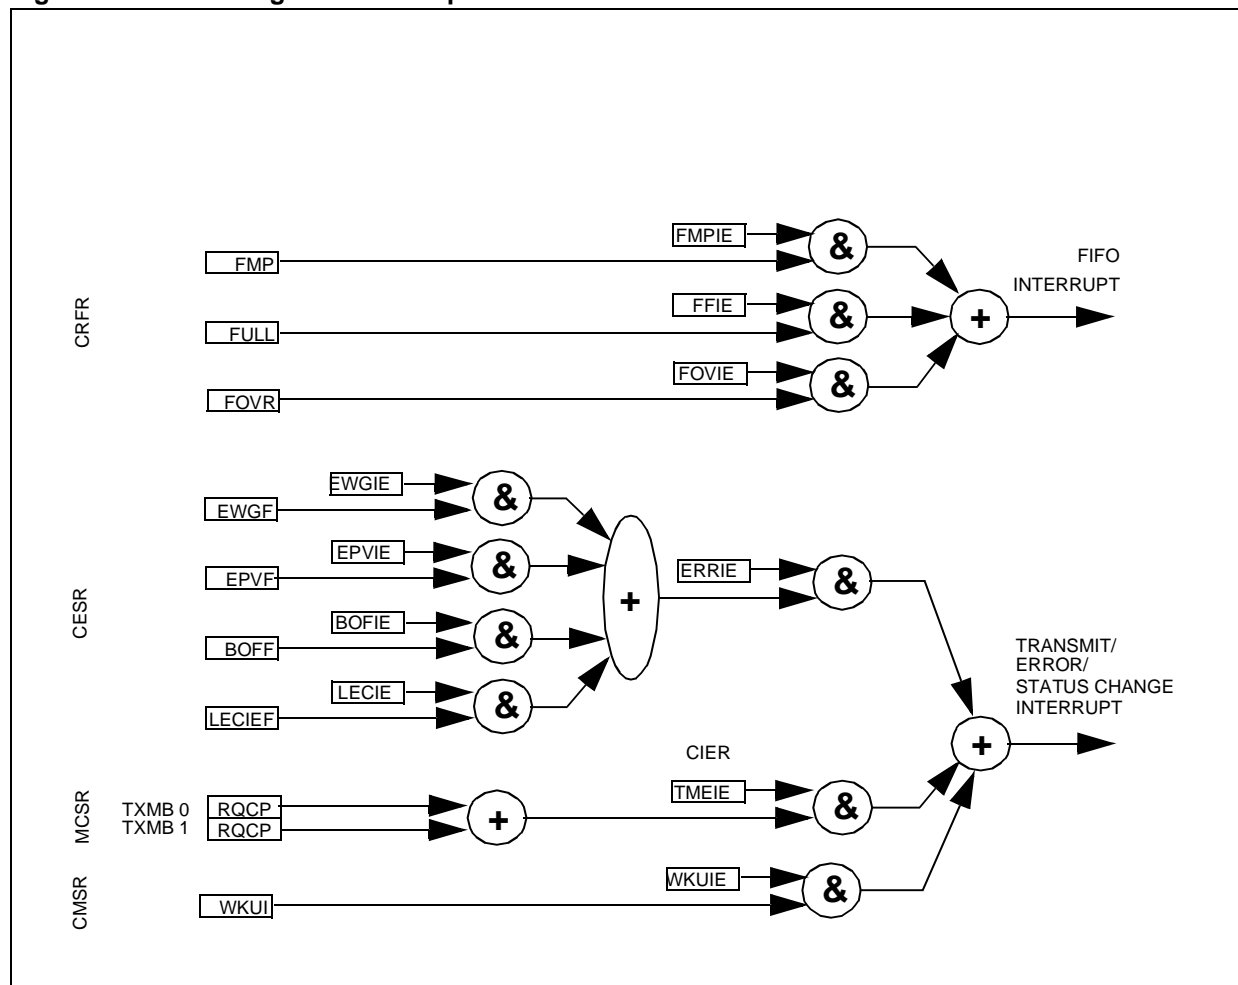 FMPIE
&
FMP
FIFO
INTERRUPT
CRFR
FFIE
&
+
FULL
FOVIE
&
FOVR
EWGIE
&
EWGF
EPVIE
&
EPVF
ERRIE
&
+
CESR
BOFIE
&
BOFF
LECIE
&
LECIEF
TRANSMIT/
ERROR/
STATUS CHANGE
INTERRUPT
+
CIER
MCSR
TXMB 0
RQCP
TXMB 1
RQCP
+
TMEIE
&
CMSR
WKUIE
&
WKUI